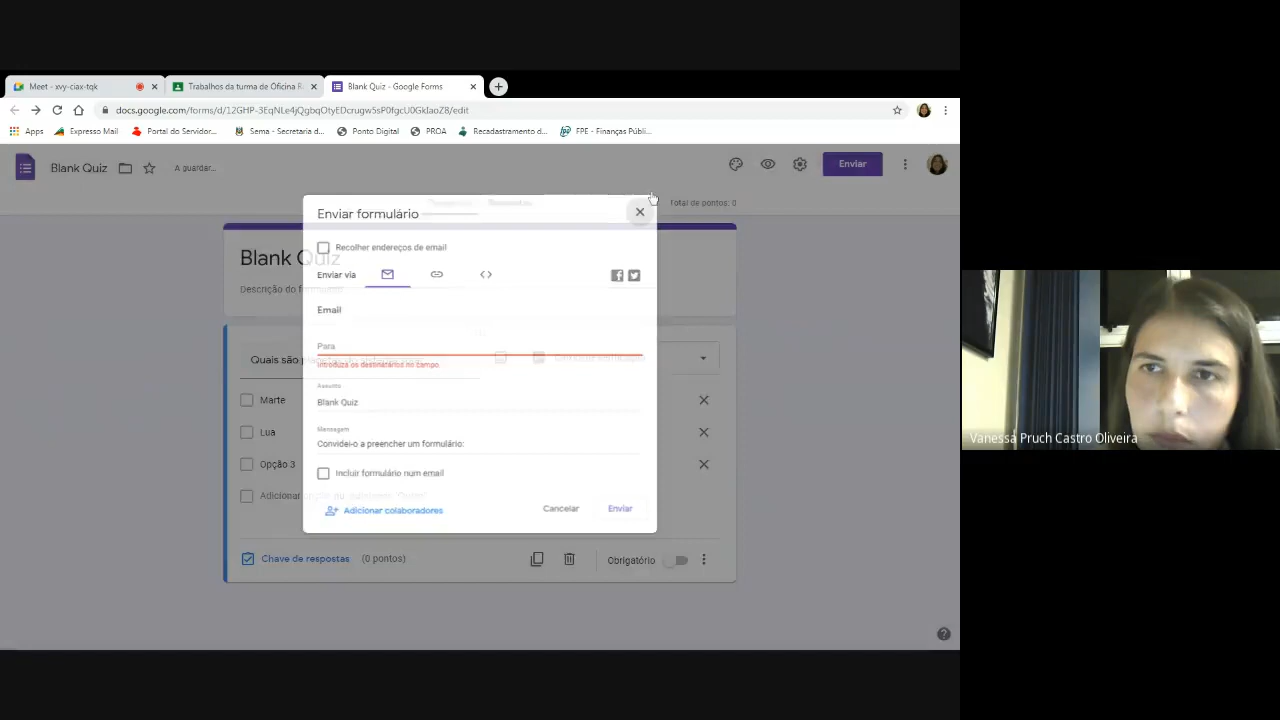 Meet - xvy-ciax-tqk
Trabalhos da turma de Oficina R
Blank Quiz - Google Forms
docs.google.com/forms/d/12GHP-3EqNLe4jQgbqOtyEDcrugw5sP0fgcU0GkIaoZ8/edit
Apps
Expresso Mail
Portal do Servidor...
Sema - Secretaria d...
Ponto Digital
PROA
Recadastramento d...
FPE - Finanças Públi...
Blank Quiz
A guardar...
Enviar
Total de pontos: 0
Enviar formulário
Recolher endereços de email
Blank Quiz
Enviar via
Descrição do
Email
Para
Introduza os destinatários no campo.
Quais são
Assunto
Blank Quiz
Marte
Mensagem
Convidei-o a preencher um formulário:
Lua
Opção 3
Incluir formulário num email
Adicionar
Adicionar colaboradores
Cancelar
Enviar
Chave de respostas
(0 pontos)
Obrigatório
Vanessa Pruch Castro Oliveira